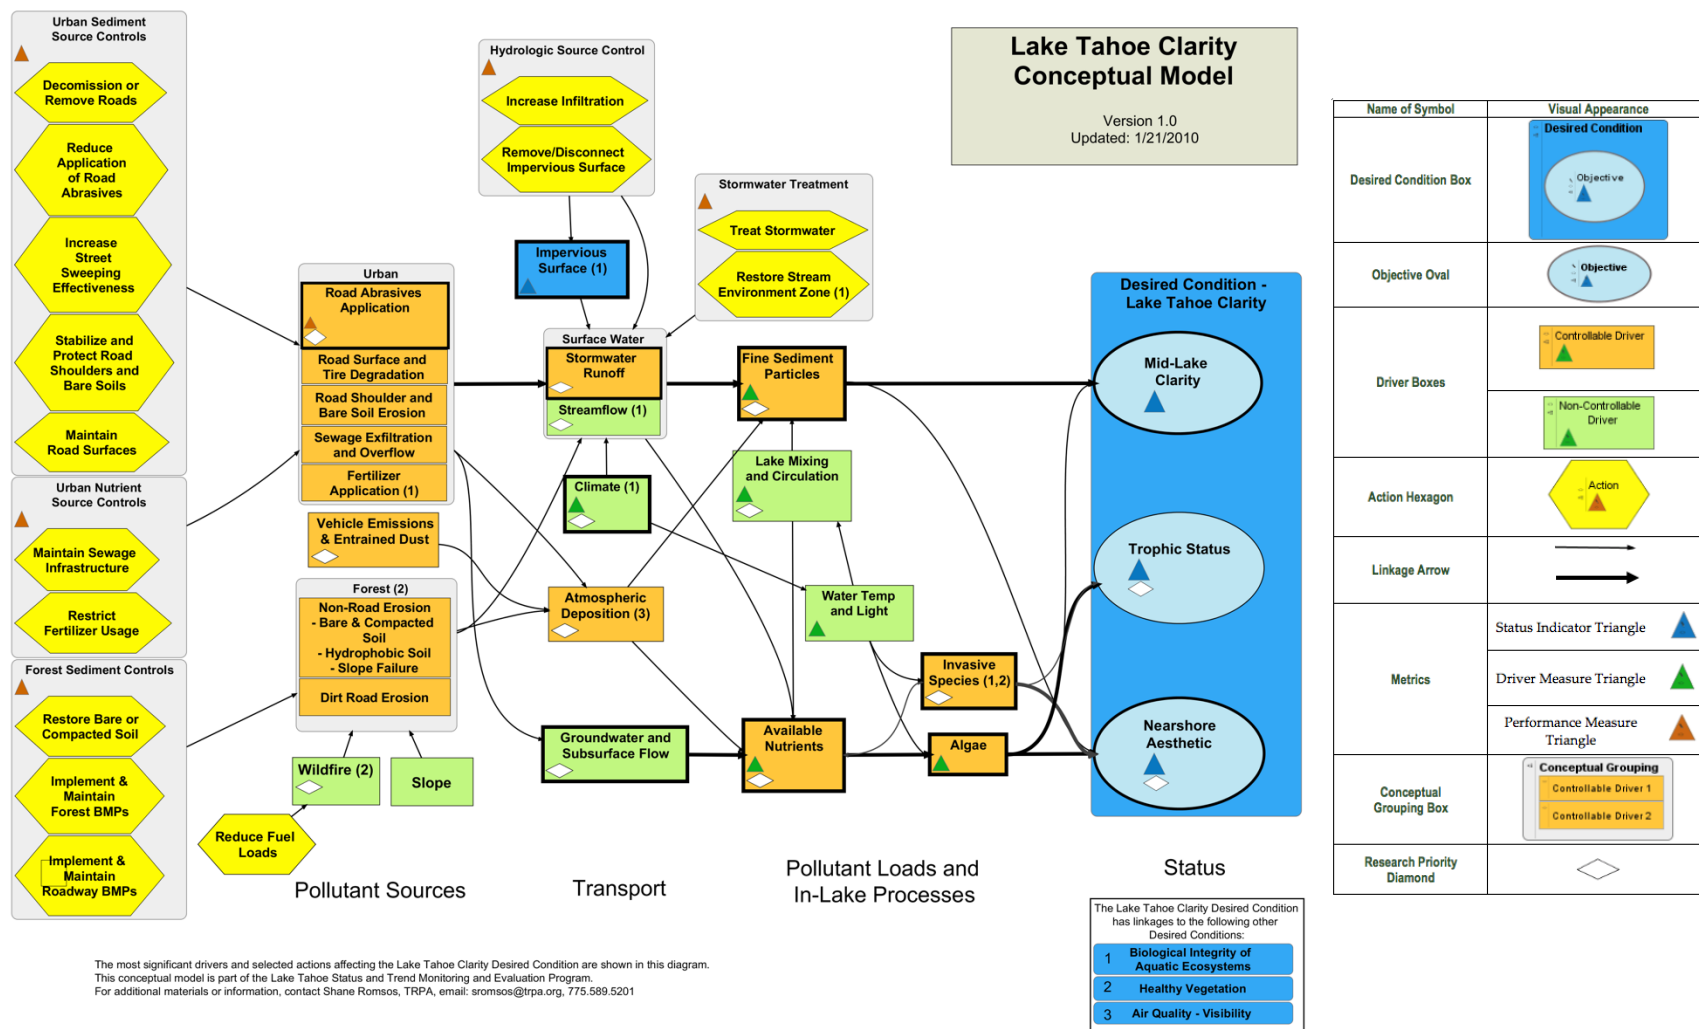 Urban Sediment
Source Controls
Decomission or
Remove Roads
Reduce
Application
of Road
Abrasives
Increase
Street
Sweeping
Effectiveness
Stabilize and
Protect Road
Shoulders and
Bare Soils
Maintain
Road Surfaces
Urban Nutrient
Source Controls
Maintain Sewage
Infrastructure
Restrict
Fertilizer Usage
Forest Sediment Controls
Restore Bare or
Compacted Soil
Implement &
Maintain
Forest BMPs
Implement &
Maintain
Roadway BMPs
Reduce Fuel
Loads
Urban
Road Abrasives
Application
Road Surface and
Tire Degradation
Road Shoulder and
Bare Soil Erosion
Sewage Exfiltration
and Overflow
Fertilizer
Application (1)
Vehicle Emissions
& Entrained Dust
Forest (2)
Non-Road Erosion
- Bare & Compacted
Soil
- Hydrophobic Soil
- Slope Failure
Dirt Road Erosion
Wildfire (2)
Slope
Pollutant Sources
Hydrologic Source Control
Increase Infiltration
Remove/Disconnect
Impervious Surface
Impervious
Surface (1)
Stormwater Treatment
Treat Stormwater
Restore Stream
Environment Zone (1)
Surface Water
Stormwater
Runoff
Streamflow (1)
Climate (1)
Atmospheric
Deposition (3)
Groundwater and
Subsurface Flow
Transport
Fine Sediment
Particles
Lake Mixing
and Circulation
Water Temp
and Light
Invasive
Species (1,2)
Available
Nutrients
Algae
Pollutant Loads and
In-Lake Processes
Lake Tahoe Clarity
Conceptual Model
Version 1.0
Updated: 1/21/2010
Desired Condition -
Lake Tahoe Clarity
Mid-Lake
Clarity
Trophic Status
Nearshore
Aesthetic
Status
The Lake Tahoe Clarity Desired Condition
has linkages to the following other
Desired Conditions:
1 Biological Integrity of
Aquatic Ecosystems
2 Healthy Vegetation
3 Air Quality - Visibility
Name of Symbol
Visual Appearance
Desired Condition Box
Desired Condition
Objective
Objective Oval
Objective
Driver Boxes
Controllable Driver
Non-Controllable
Driver
Action Hexagon
Action
Linkage Arrow
Metrics
Status Indicator Triangle
Driver Measure Triangle
Performance Measure
Triangle
Conceptual
Grouping Box
Conceptual Grouping
Controllable Driver 1
Controllable Driver 2
Research Priority
Diamond
The most significant drivers and selected actions affecting the Lake Tahoe Clarity Desired Condition are shown in this diagram.
This conceptual model is part of the Lake Tahoe Status and Trend Monitoring and Evaluation Program.
For additional materials or information, contact Shane Romsos, TRPA, email: sromsos@trpa.org, 775.589.5201